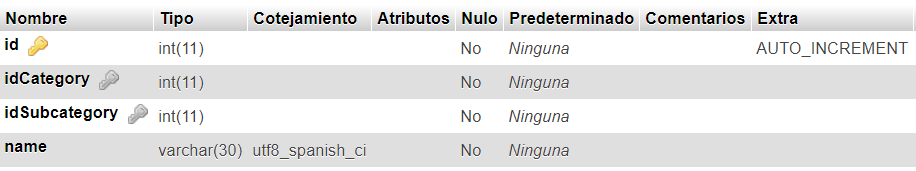 Nombre Tipo Cotejamiento Atributos Nulo Predeterminado Comentarios Extra
id int(11) No Ninguna AUTO_INCREMENT
idCategory int(11) No Ninguna
idSubcategory int(11) No Ninguna
name varchar(30) utf8_spanish_ci No Ninguna